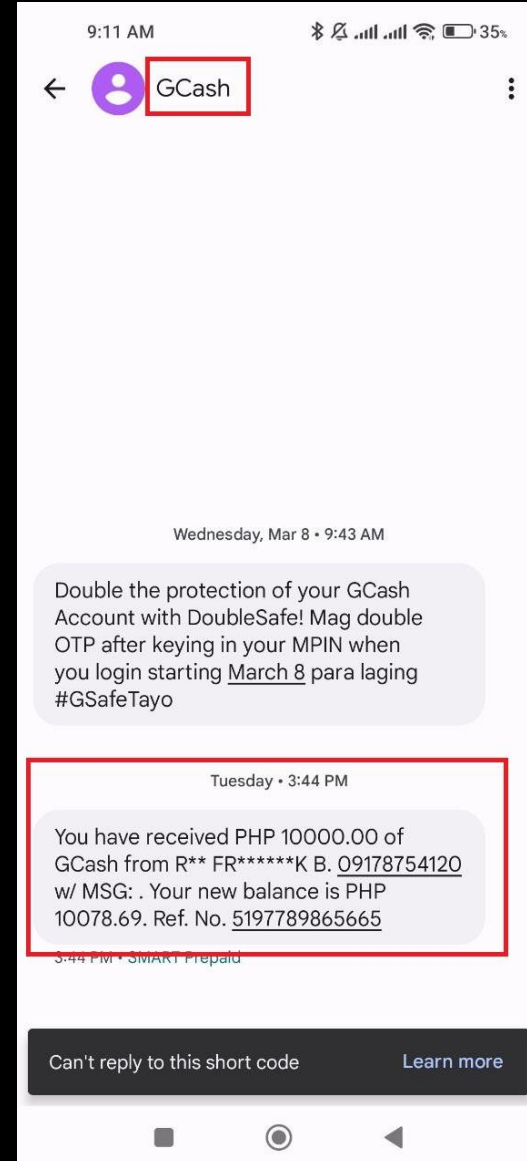 9:11 AM
35%
GCash
Wednesday, Mar 8 • 9:43 AM
Double the protection of your GCash
Account with DoubleSafe! Mag double
OTP after keying in your MPIN when
you login starting March 8 para laging
#GSafeTayo
Tuesday • 3:44 PM
You have received PHP 10000.00 of
GCash from R** FR******K B. 09178754120
w/ MSG: . Your new balance is PHP
10078.69. Ref. No. 5197789865665
3:44 PM • SMART Prepaid
Can't reply to this short code
Learn more